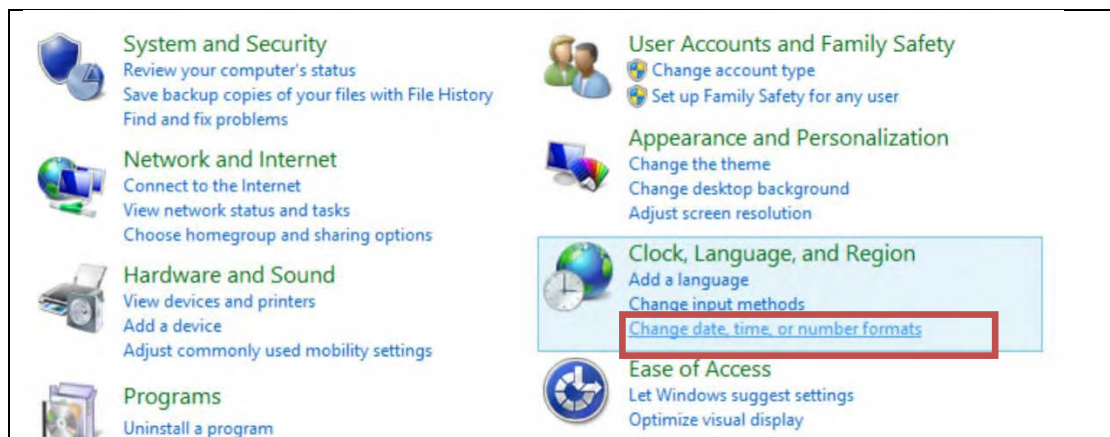 System and Security
Review your computer's status
Save backup copies of your files with File History
Find and fix problems
Network and Internet
Connect to the Internet
View network status and tasks
Choose homegroup and sharing options
Hardware and Sound
View devices and printers
Add a device
Adjust commonly used mobility settings
Programs
Uninstall a program
User Accounts and Family Safety
Change account type
Set up Family Safety for any user
Appearance and Personalization
Change the theme
Change desktop background
Adjust screen resolution
Clock, Language, and Region
Add a language
Change input methods
Change date, time, or number formats
Ease of Access
Let Windows suggest settings
Optimize visual display